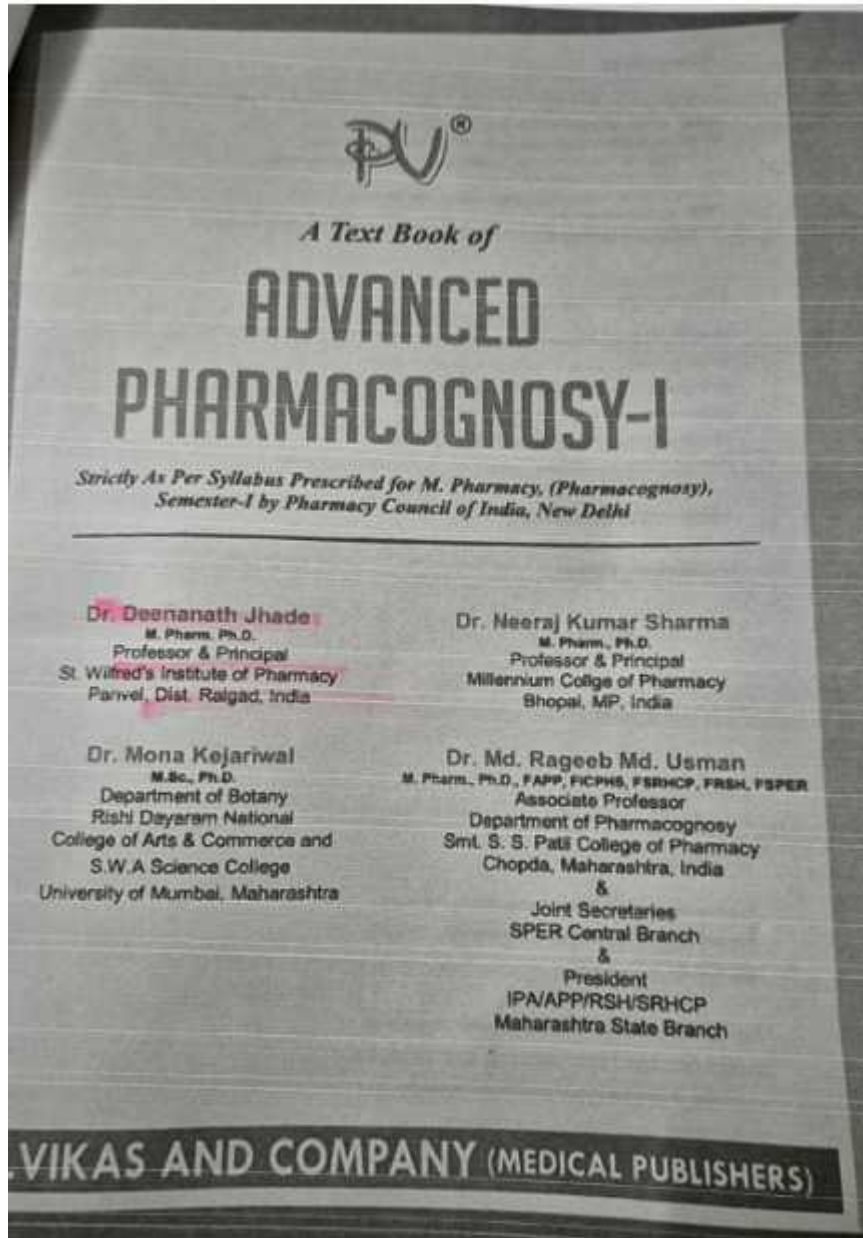 PV®
A Text Book of
ADVANCED
PHARMACOGNOSY-I
Strictly As Per Syllabus Prescribed for M. Pharmacy, (Pharmacognosy),
Semester-I by Pharmacy Council of India, New Delhi
Dr. Deenanath Jhade
M. Pharm. Ph.D.
Professor & Principal
St. Wilfred's Institute of Pharmacy
Panvel, Dist. Raigad, India
Dr. Neeraj Kumar Sharma
M. Pharm., Ph.D.
Professor & Principal
Millennium Collge of Pharmacy
Bhopal, MP, India
Dr. Mona Kejariwal
M.Sc., Ph.D.
Department of Botany
Rishi Dayaram National
College of Arts & Commerce and
S.W.A Science College
University of Mumbai, Maharashtra
Dr. Md. Rageeb Md. Usman
M. Pharm., Ph.D., FAPP, FICPHS, FSRHCP, FRSH, FSPER
Associate Professor
Department of Pharmacognosy
Smt. S. S. Patil College of Pharmacy
Chopda, Maharashtra, India
&
Joint Secretaries
SPER Central Branch
&
President
IPA/APP/RSH/SRHCP
Maharashtra State Branch
.VIKAS AND COMPANY (MEDICAL PUBLISHERS)